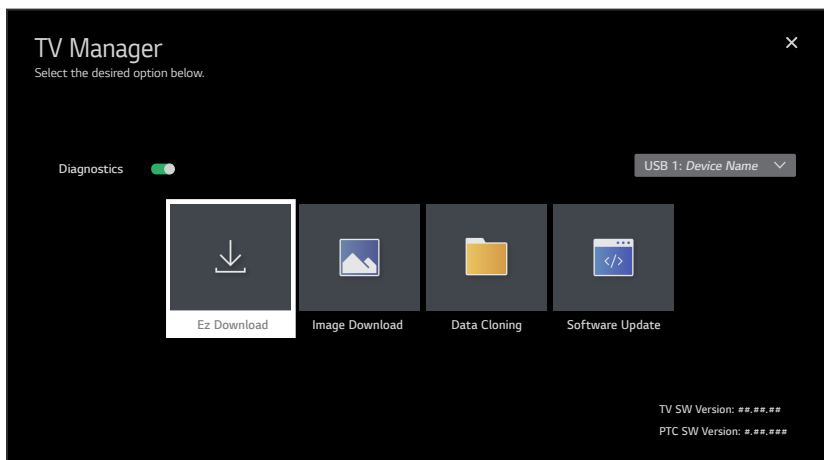 TV Manager
Select the desired option below.
Diagnostics
USB 1: Device Name
</>
Ez Download Image Download Data Cloning Software Update
TV SW Version: ##.##.##
PTC SW Version: #.##.###